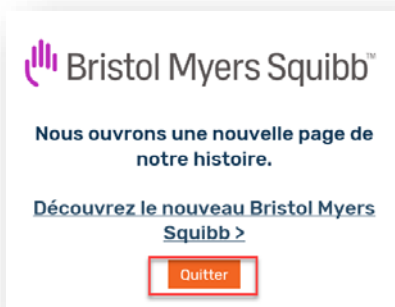 Bristol Myers Squibb™
Nous ouvrons une nouvelle page de
notre histoire.
Découvrez le nouveau Bristol Myers
Squibb >
Quitter